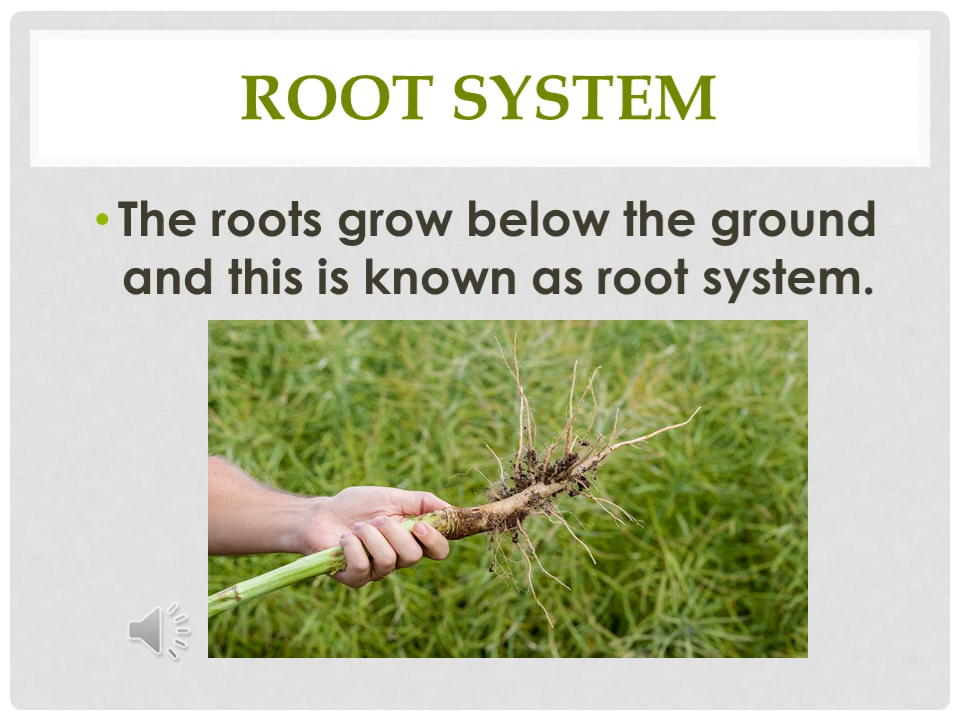 ROOT SYSTEM
• The roots grow below the ground
and this is known as root system.